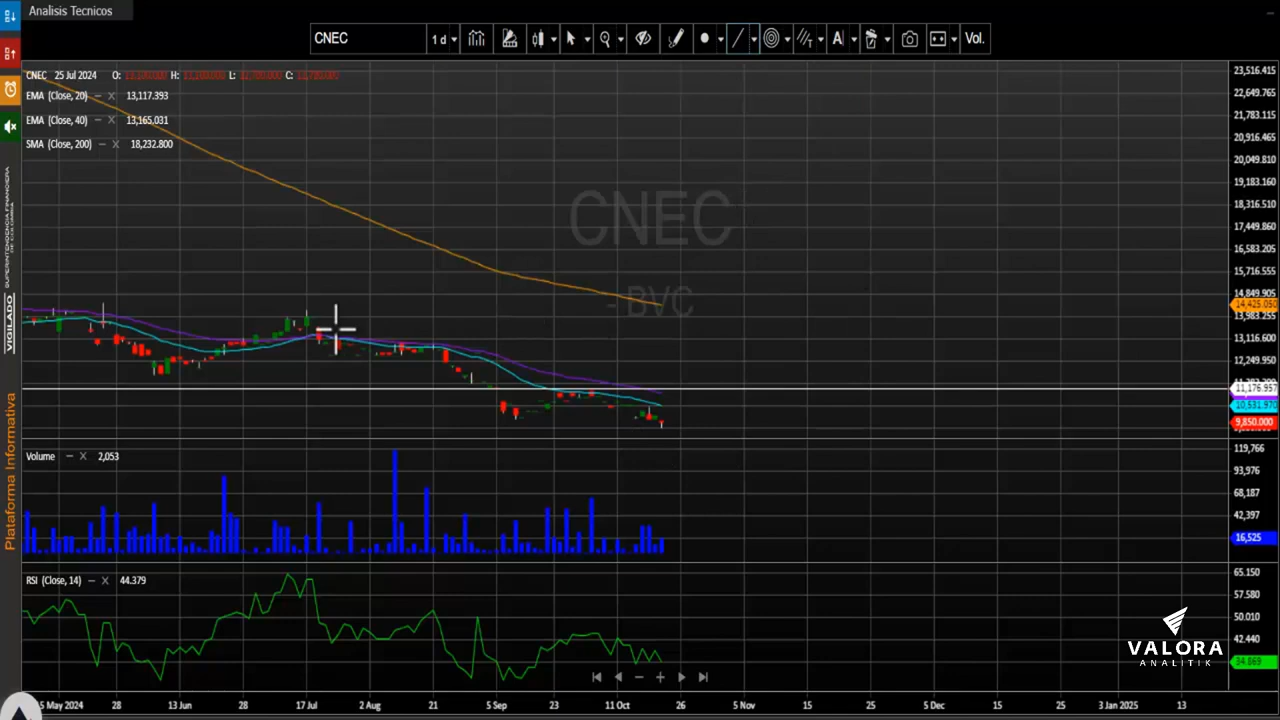 Analisis Tecnicos
CNEC
1 d
A
Vol.
CNEC 25 Jul 2024 O: H: L: C:
EMA (Close, 20) 13,117.393
EMA (Close, 40) 13,165.031
SMA (Close, 200) 18,232.800
CNEC
- BVC
23,516.415
22,649.765
21,783.115
20,916.465
20,049.810
19,183.160
18,316.510
17,449.860
16,583.205
15,716.555
14,849.905
14,425.050
13,983.255
13,116.600
12,249.950
11,176.957
10,531.970
9,850.000
Volume 2,053
119,766
93,976
68,187
42,397
16,525
RSI (Close, 14) 44.379
65.150
57.580
50.010
42.440
34.869
5 May 2024 28 13 Jun 28 17 Jul 2 Aug 21 5 Sep 23 11 Oct 26 5 Nov 15 25 5 Dec 15 25 3 Jan 2025 13
VIGILADO SUPERINTENDENCIA FINANCIERA DE COLOMBIA
Plataforma Informativa
VALORA
ANALITIK